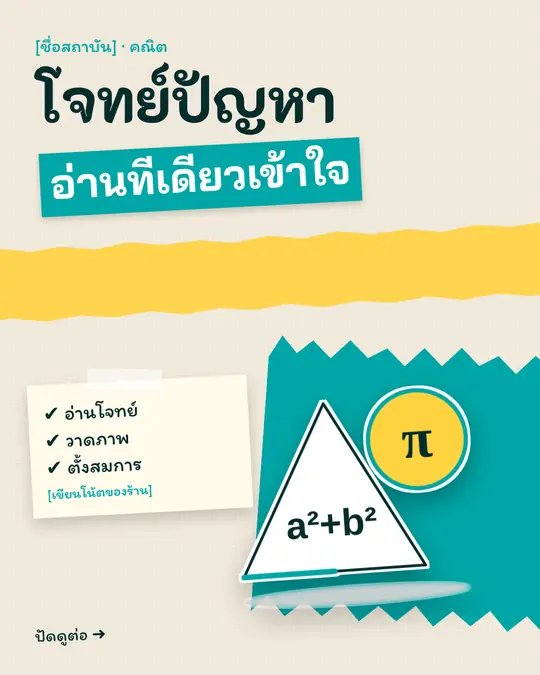 [ชื่อสถาบัน] · คณิต
โจทย์ปัญหา
อ่านทีเดียวเข้าใจ
✔ อ่านโจทย์
✔ วาดภาพ
✔ ตั้งสมการ
[เขียนโน้ตของร้าน]
π
a²+b²
ปัดดูต่อ ➜